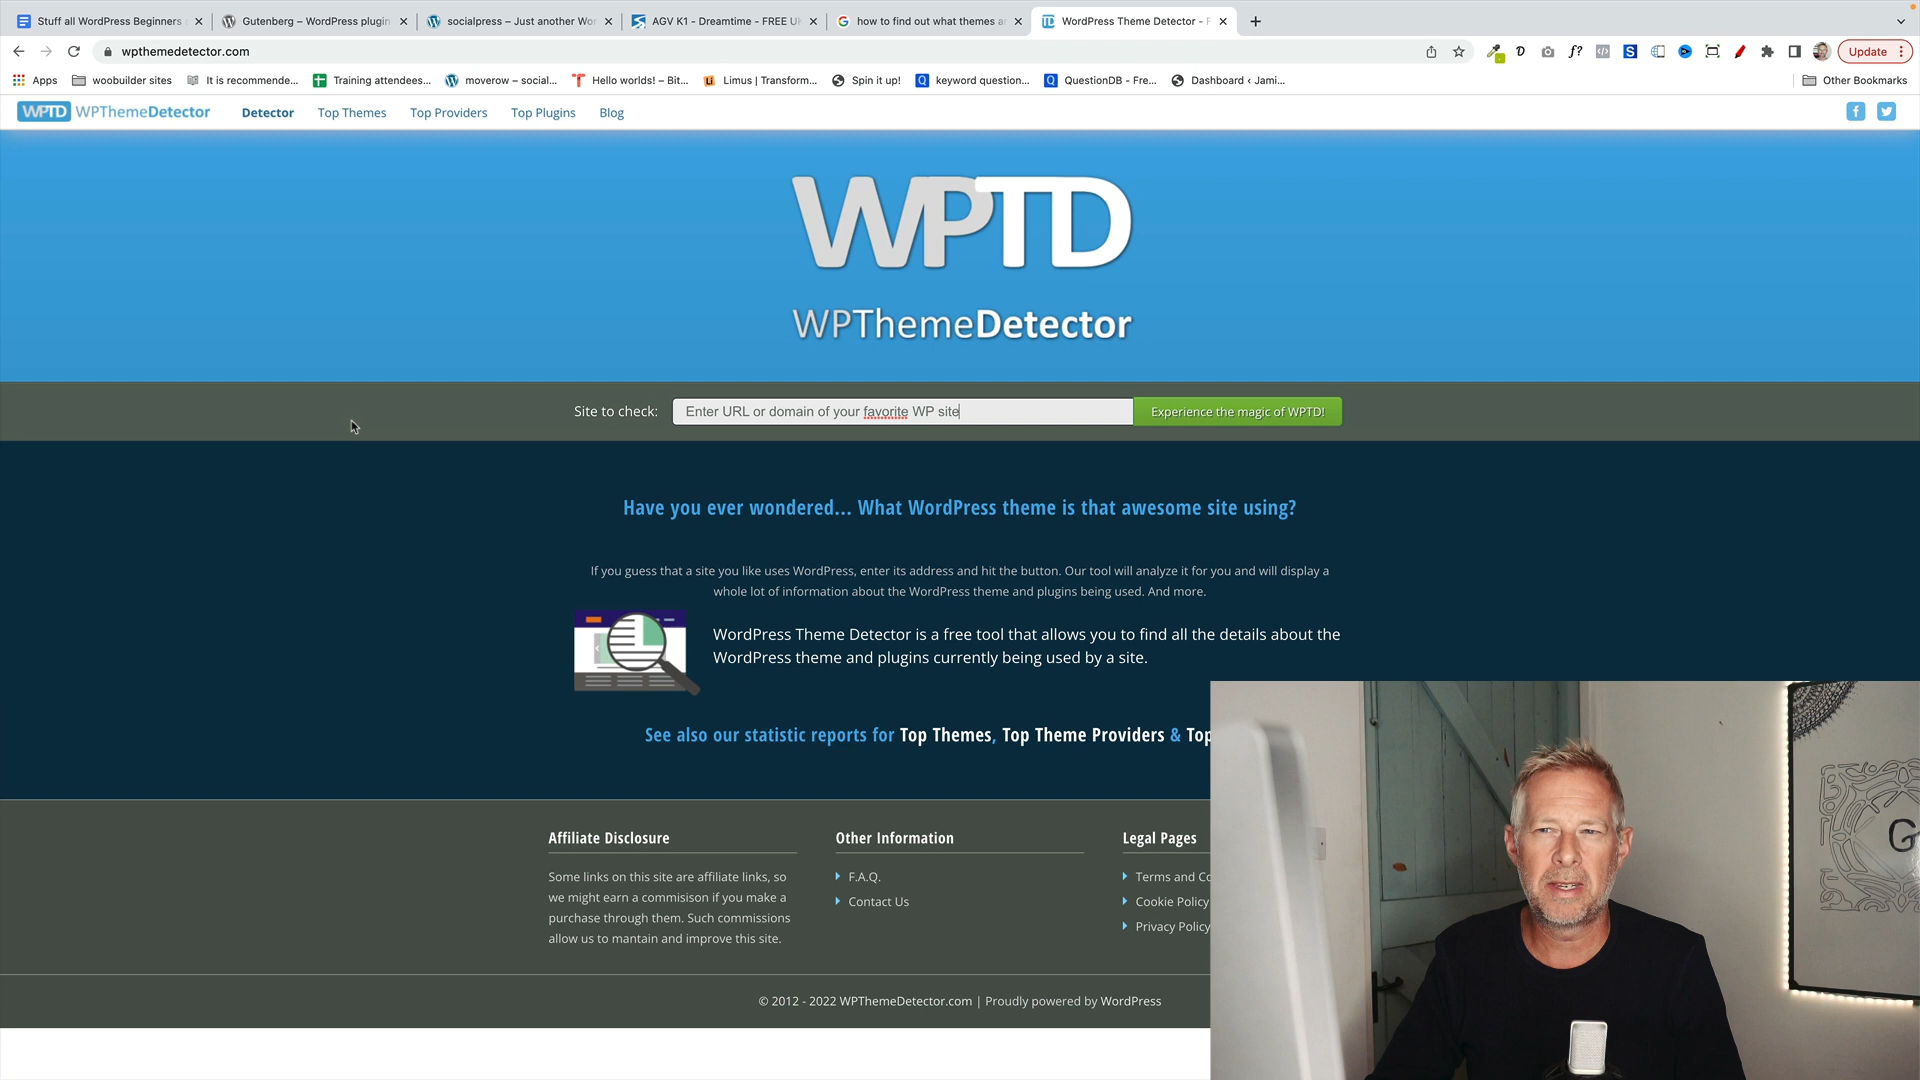 Stuff all WordPress Beginners
Gutenberg – WordPress plugin
socialpress – Just another Wor
AGV K1 - Dreamtime - FREE U
how to find out what themes a
WordPress Theme Detector - F
wpthemedetector.com
Update
Apps
woobuilder sites
It is recommende...
Training attendees...
moverow – social...
Hello worlds! – Bit...
Limus | Transform...
Spin it up!
keyword question...
QuestionDB - Fre...
Dashboard ‹ Jami...
Other Bookmarks
WPTD WPThemeDetector
Detector
Top Themes
Top Providers
Top Plugins
Blog
WPTD
WPThemeDetector
Site to check:
Enter URL or domain of your favorite WP site
Experience the magic of WPTD!
Have you ever wondered... What WordPress theme is that awesome site using?
If you guess that a site you like uses WordPress, enter its address and hit the button. Our tool will analyze it for you and will display a
whole lot of information about the WordPress theme and plugins being used. And more.
WordPress Theme Detector is a free tool that allows you to find all the details about the
WordPress theme and plugins currently being used by a site.
See also our statistic reports for Top Themes, Top Theme Providers & Top
Affiliate Disclosure
Some links on this site are affiliate links, so
we might earn a commisison if you make a
purchase through them. Such commissions
allow us to mantain and improve this site.
Other Information
F.A.Q.
Contact Us
Legal Pages
Terms and Co
Cookie Policy
Privacy Policy
© 2012 - 2022 WPThemeDetector.com | Proudly powered by WordPress